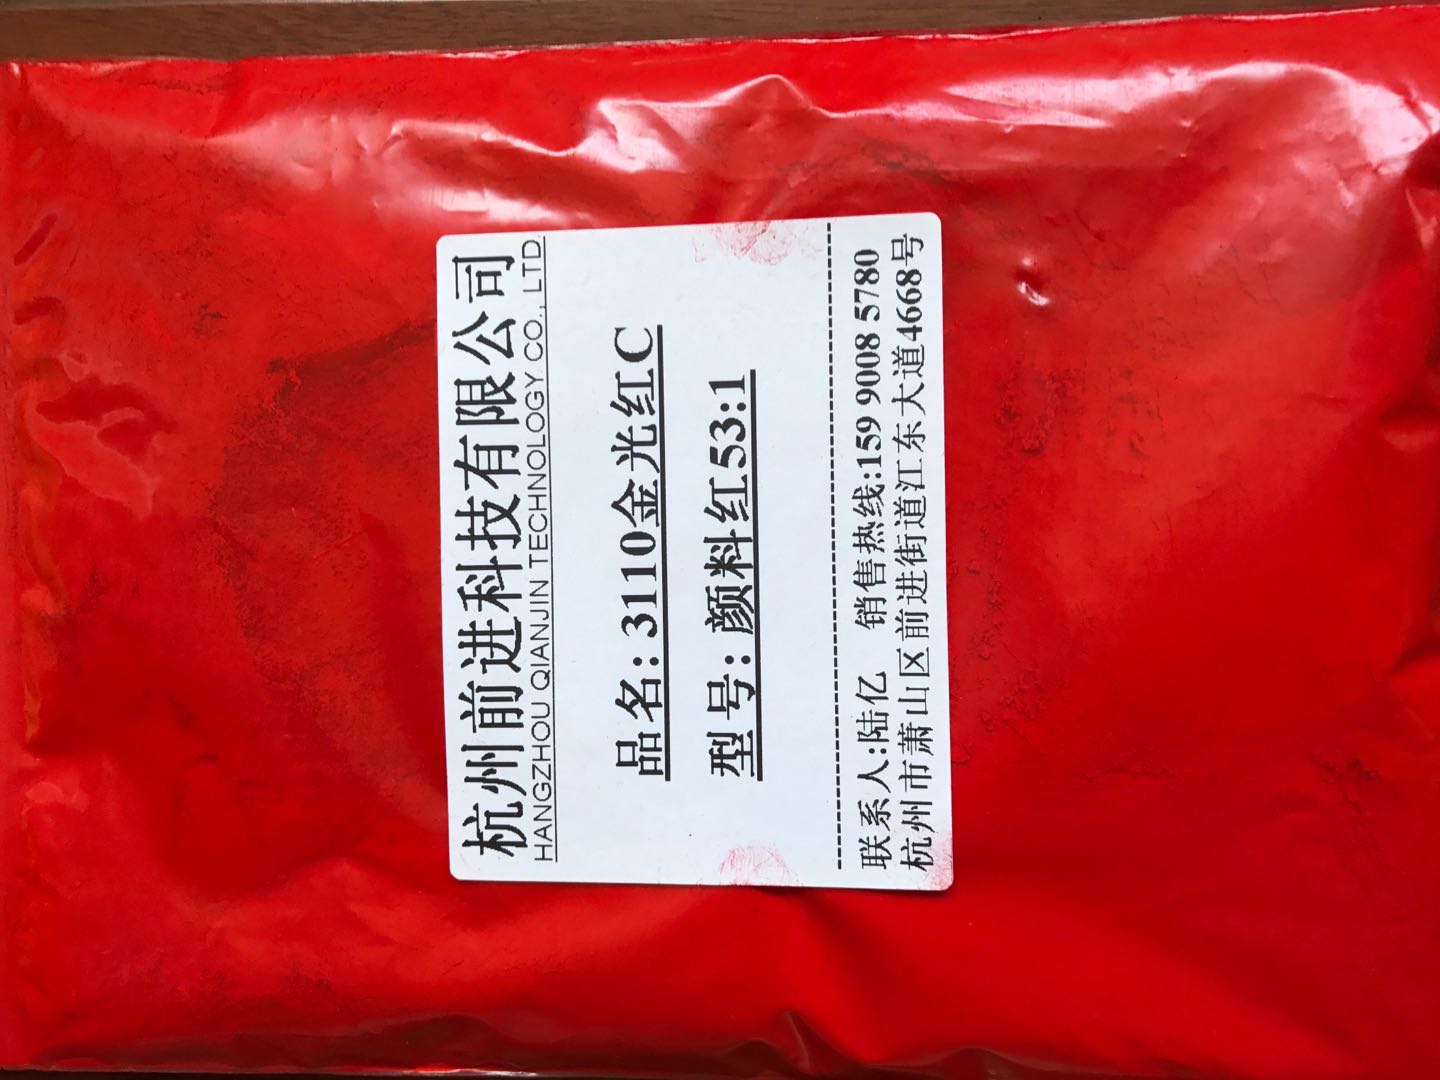 杭州前进科技有限公司
HANGZHOU QIANJIN TECHNOLOGY CO., LTD.
品名:3110金光红C
型号:颜料红53:1
联系人:陆亿 销售热线:159 9008 5780
杭州市萧山区前进街道江东大道4668号